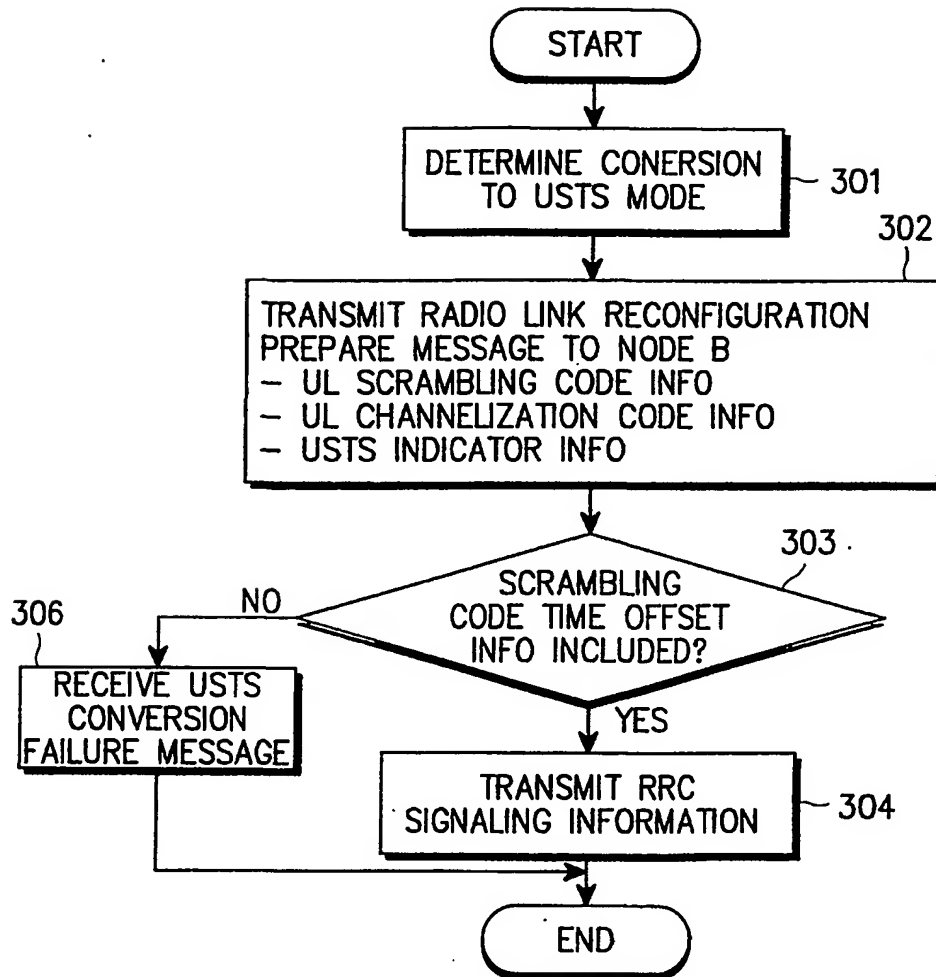 START
DETERMINE CONERSION
TO USTS MODE
301
302
TRANSMIT RADIO LINK RECONFIGURATION
PREPARE MESSAGE TO NODE B
– UL SCRAMBLING CODE INFO
– UL CHANNELIZATION CODE INFO
– USTS INDICATOR INFO
303
SCRAMBLING
CODE TIME OFFSET
INFO INCLUDED?
NO
306
RECEIVE USTS
CONVERSION
FAILURE MESSAGE
YES
TRANSMIT RRC
SIGNALING INFORMATION
304
END